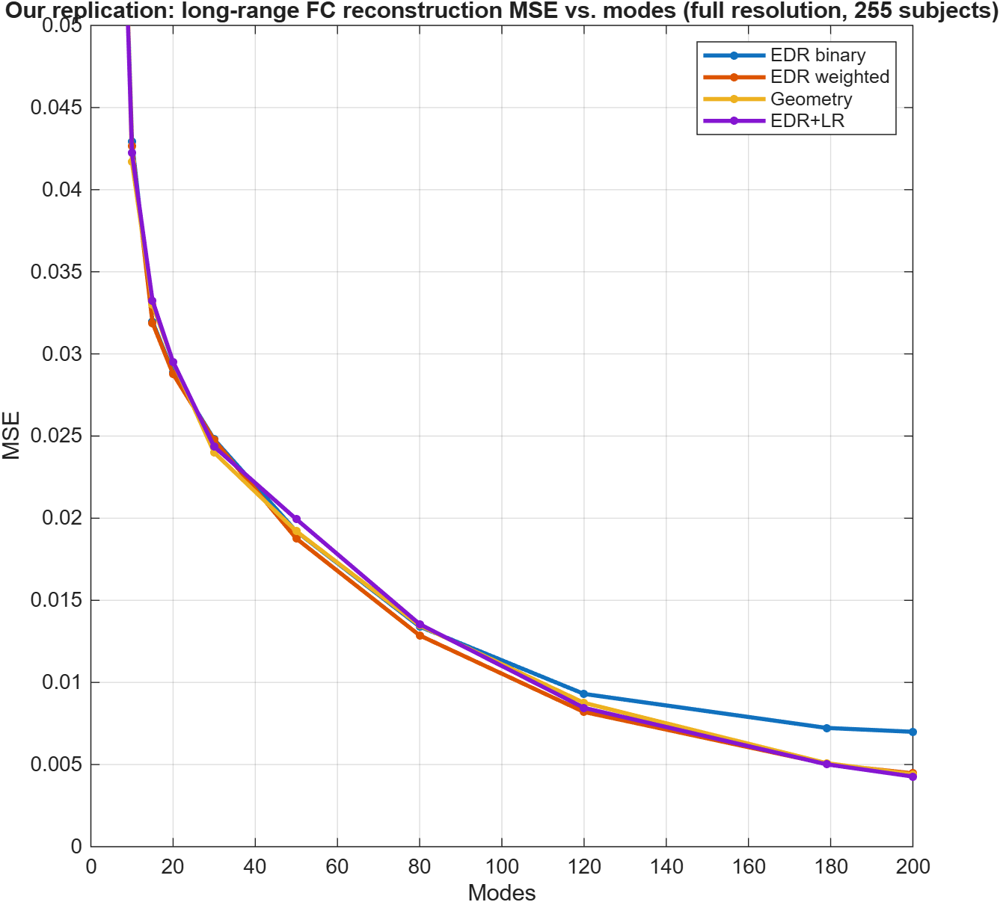 Our replication: long-range FC reconstruction MSE vs. modes (full resolution, 255 subjects)
0.05
EDR binary
EDR weighted
Geometry
EDR+LR
0.045
0.04
0.035
0.03
0.025
0.02
0.015
0.01
0.005
0
MSE
0 20 40 60 80 100 120 140 160 180 200
Modes